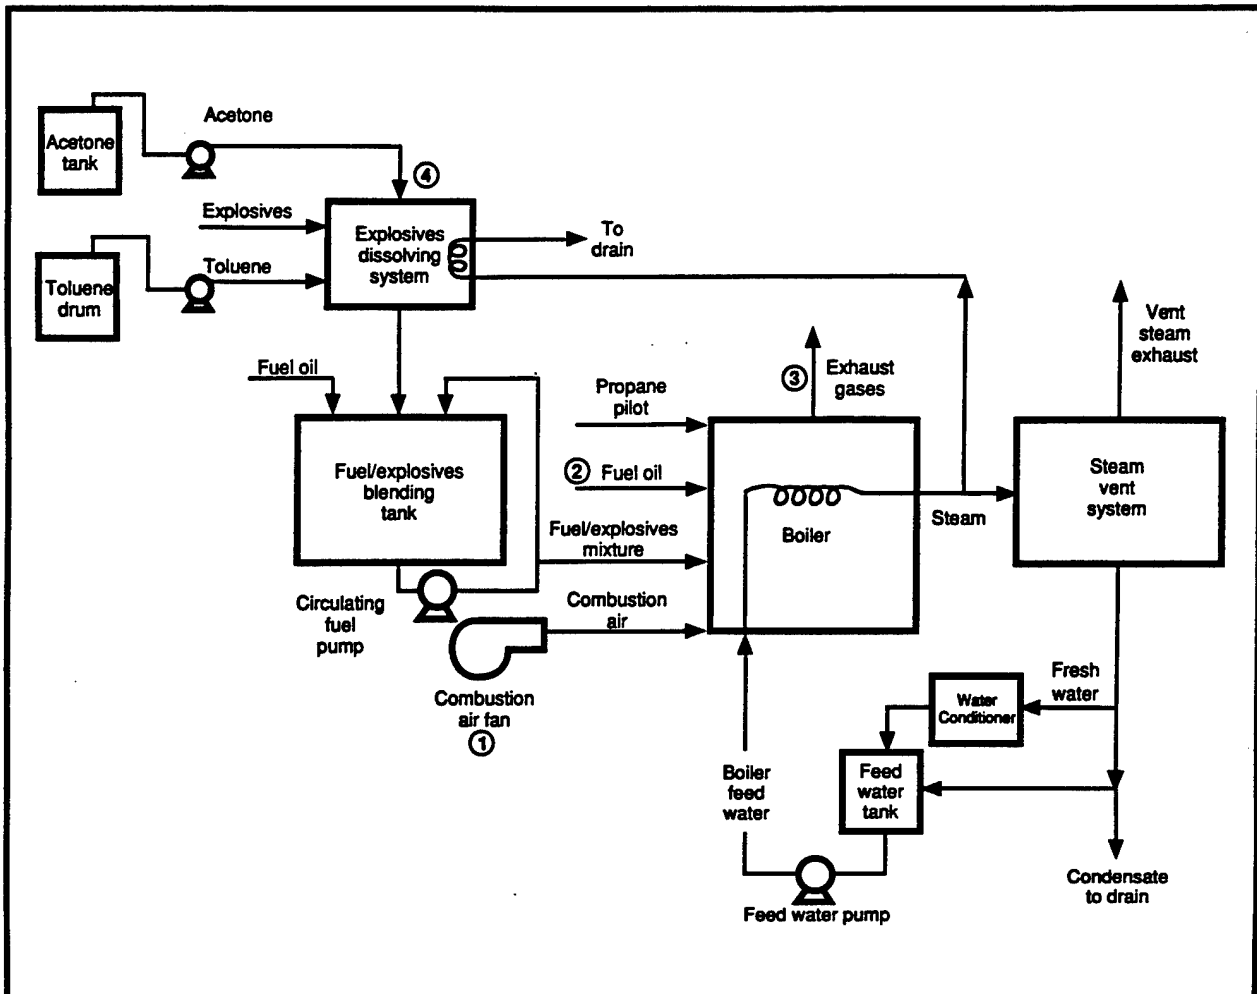 Acetone
Acetone
tank
④
Explosives
Explosives
dissolving
system
To
drain
Toluene
Toluene
drum
Vent
steam
exhaust
Fuel oil
③
Exhaust
gases
Propane
pilot
Fuel/explosives
blending
tank
②
Fuel oil
Steam
vent
system
Steam
Boiler
Fuel/explosives
mixture
Circulating
fuel
pump
Combustion
air
Combustion
air fan
①
Fresh
water
Water
Conditioner
Boiler
feed
water
Feed
water
tank
Feed water pump
Condensate
to drain